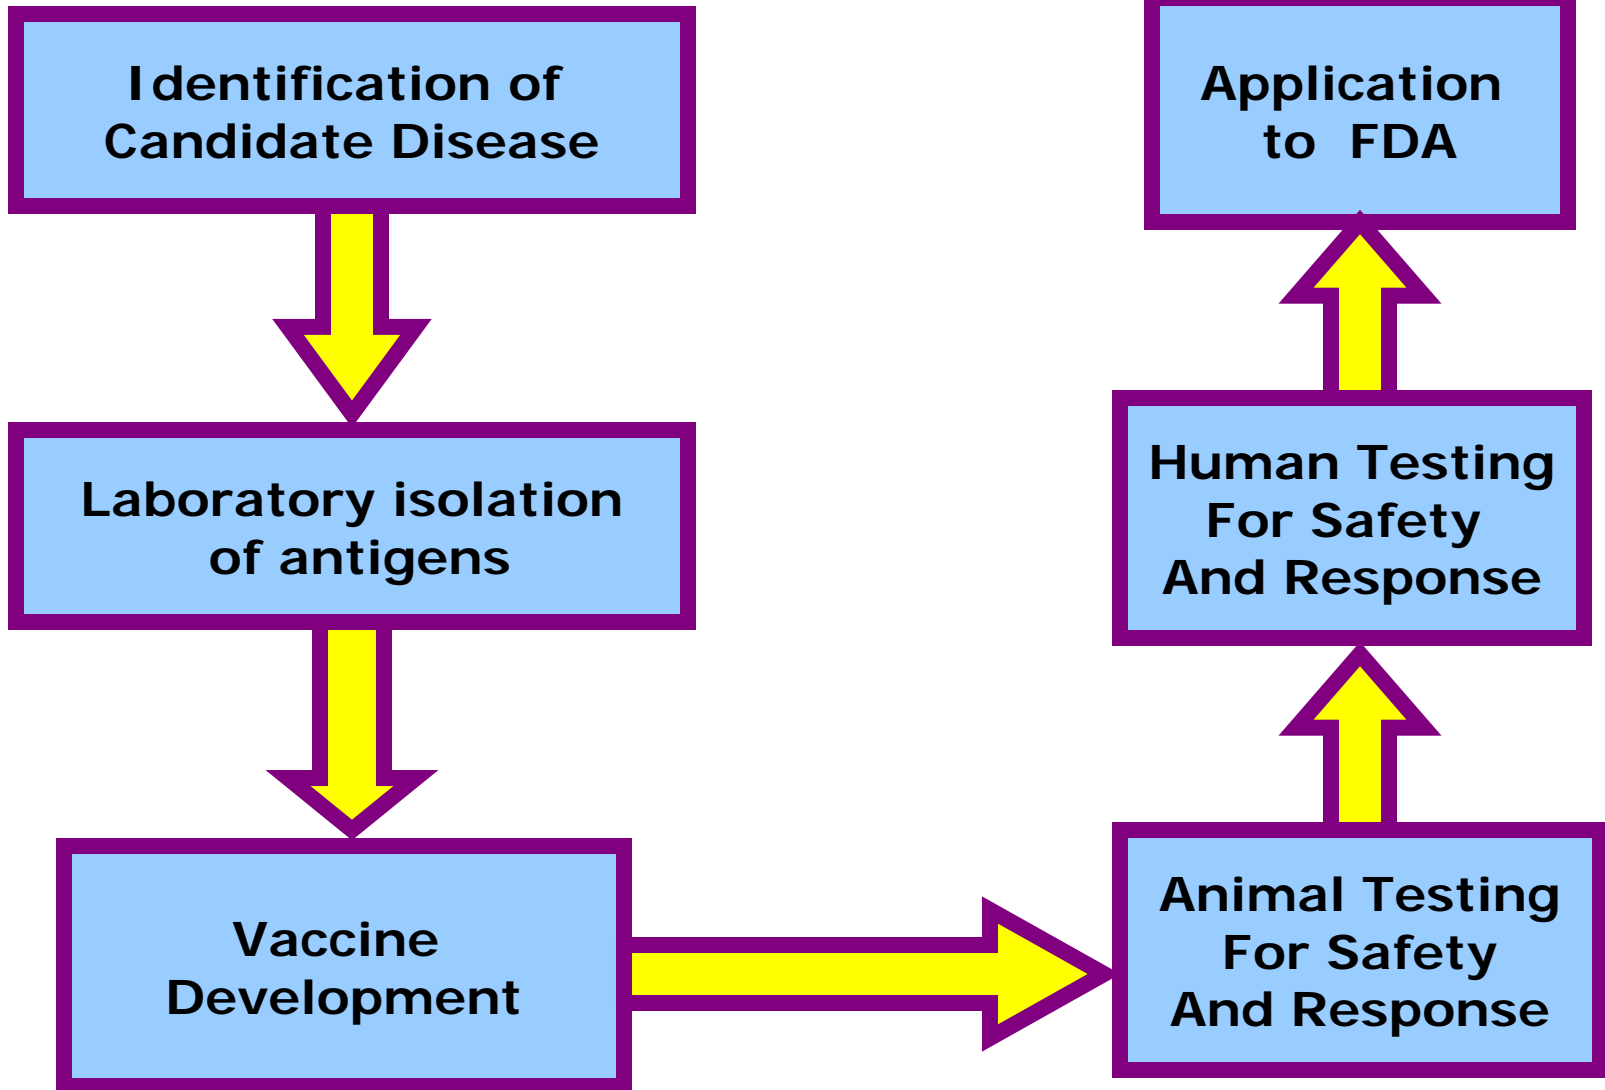 Identification of
Candidate Disease
Laboratory isolation
of antigens
Vaccine
Development
Animal Testing
For Safety
And Response
Human Testing
For Safety
And Response
Application
to FDA